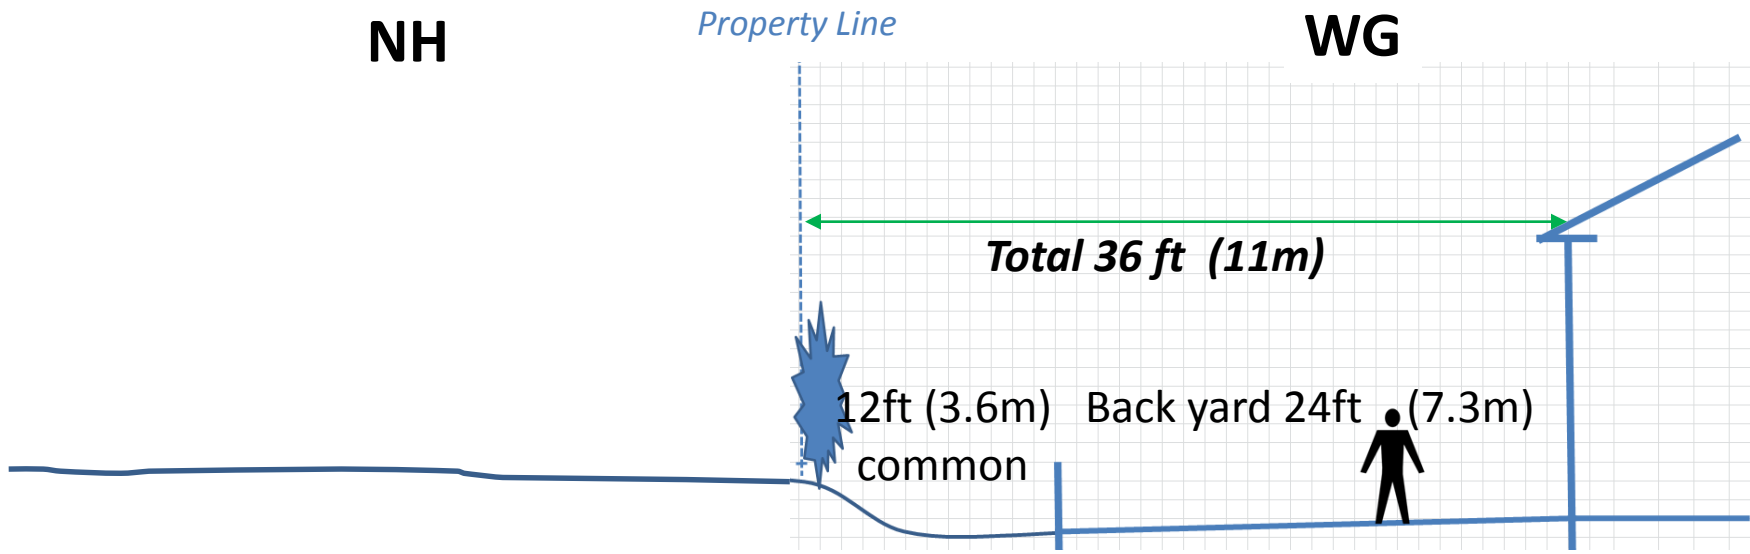 NH
Property Line
WG
Total 36 ft (11m)
12ft (3.6m)
common
Back yard 24ft (7.3m)